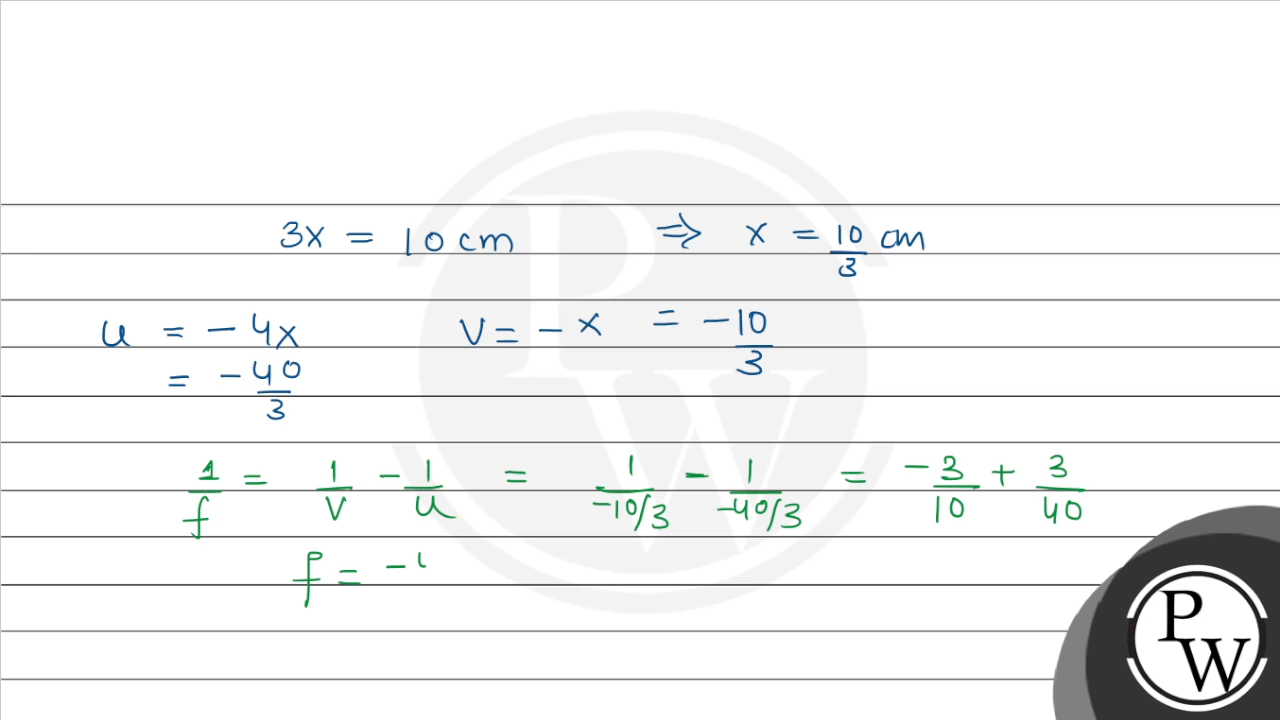 3x = 10 cm ⇒ x = 10/3 cm
u = -4x v = -x = -10/3
= -40/3
1/f = 1/v - 1/u = 1/(-10/3) - 1/(-40/3) = -3/10 + 3/40
f = -
P
W
PW